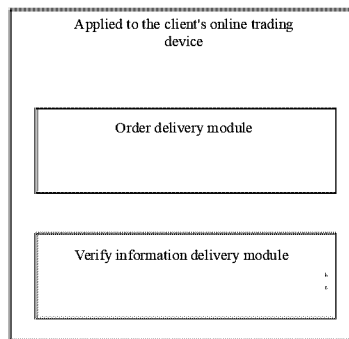 Applied to the client's online trading
device
Order delivery module
Verify information delivery module